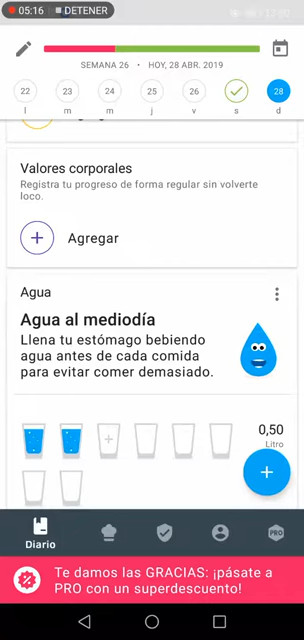 05:16 DETENER
SEMANA 26 • HOY, 28 ABR. 2019
22 23 24 25 26 28
l m m j v s d
Valores corporales
Registra tu progreso de forma regular sin volverte
loco.
+ Agregar
Agua
Agua al mediodía
Llena tu estómago bebiendo
agua antes de cada comida
para evitar comer demasiado.
0,50
Litro
+
+
Diario
PRO
Te damos las GRACIAS: ¡pásate a
PRO con un superdescuento!